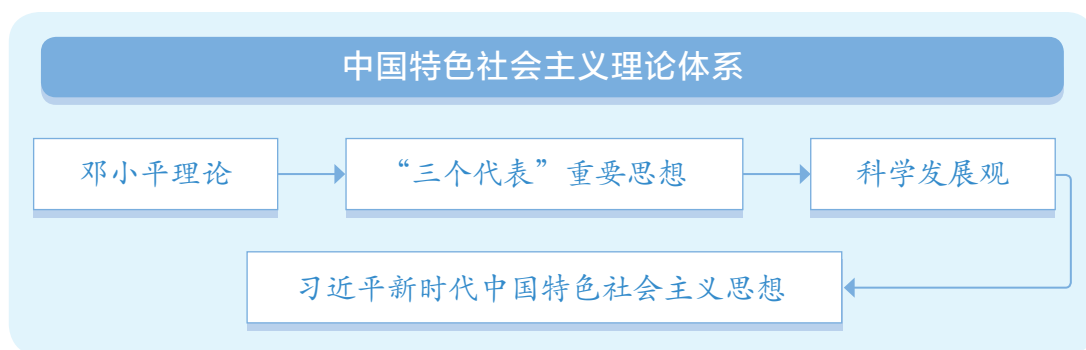 中国特色社会主义理论体系
邓小平理论
“三个代表”重要思想
科学发展观
习近平新时代中国特色社会主义思想